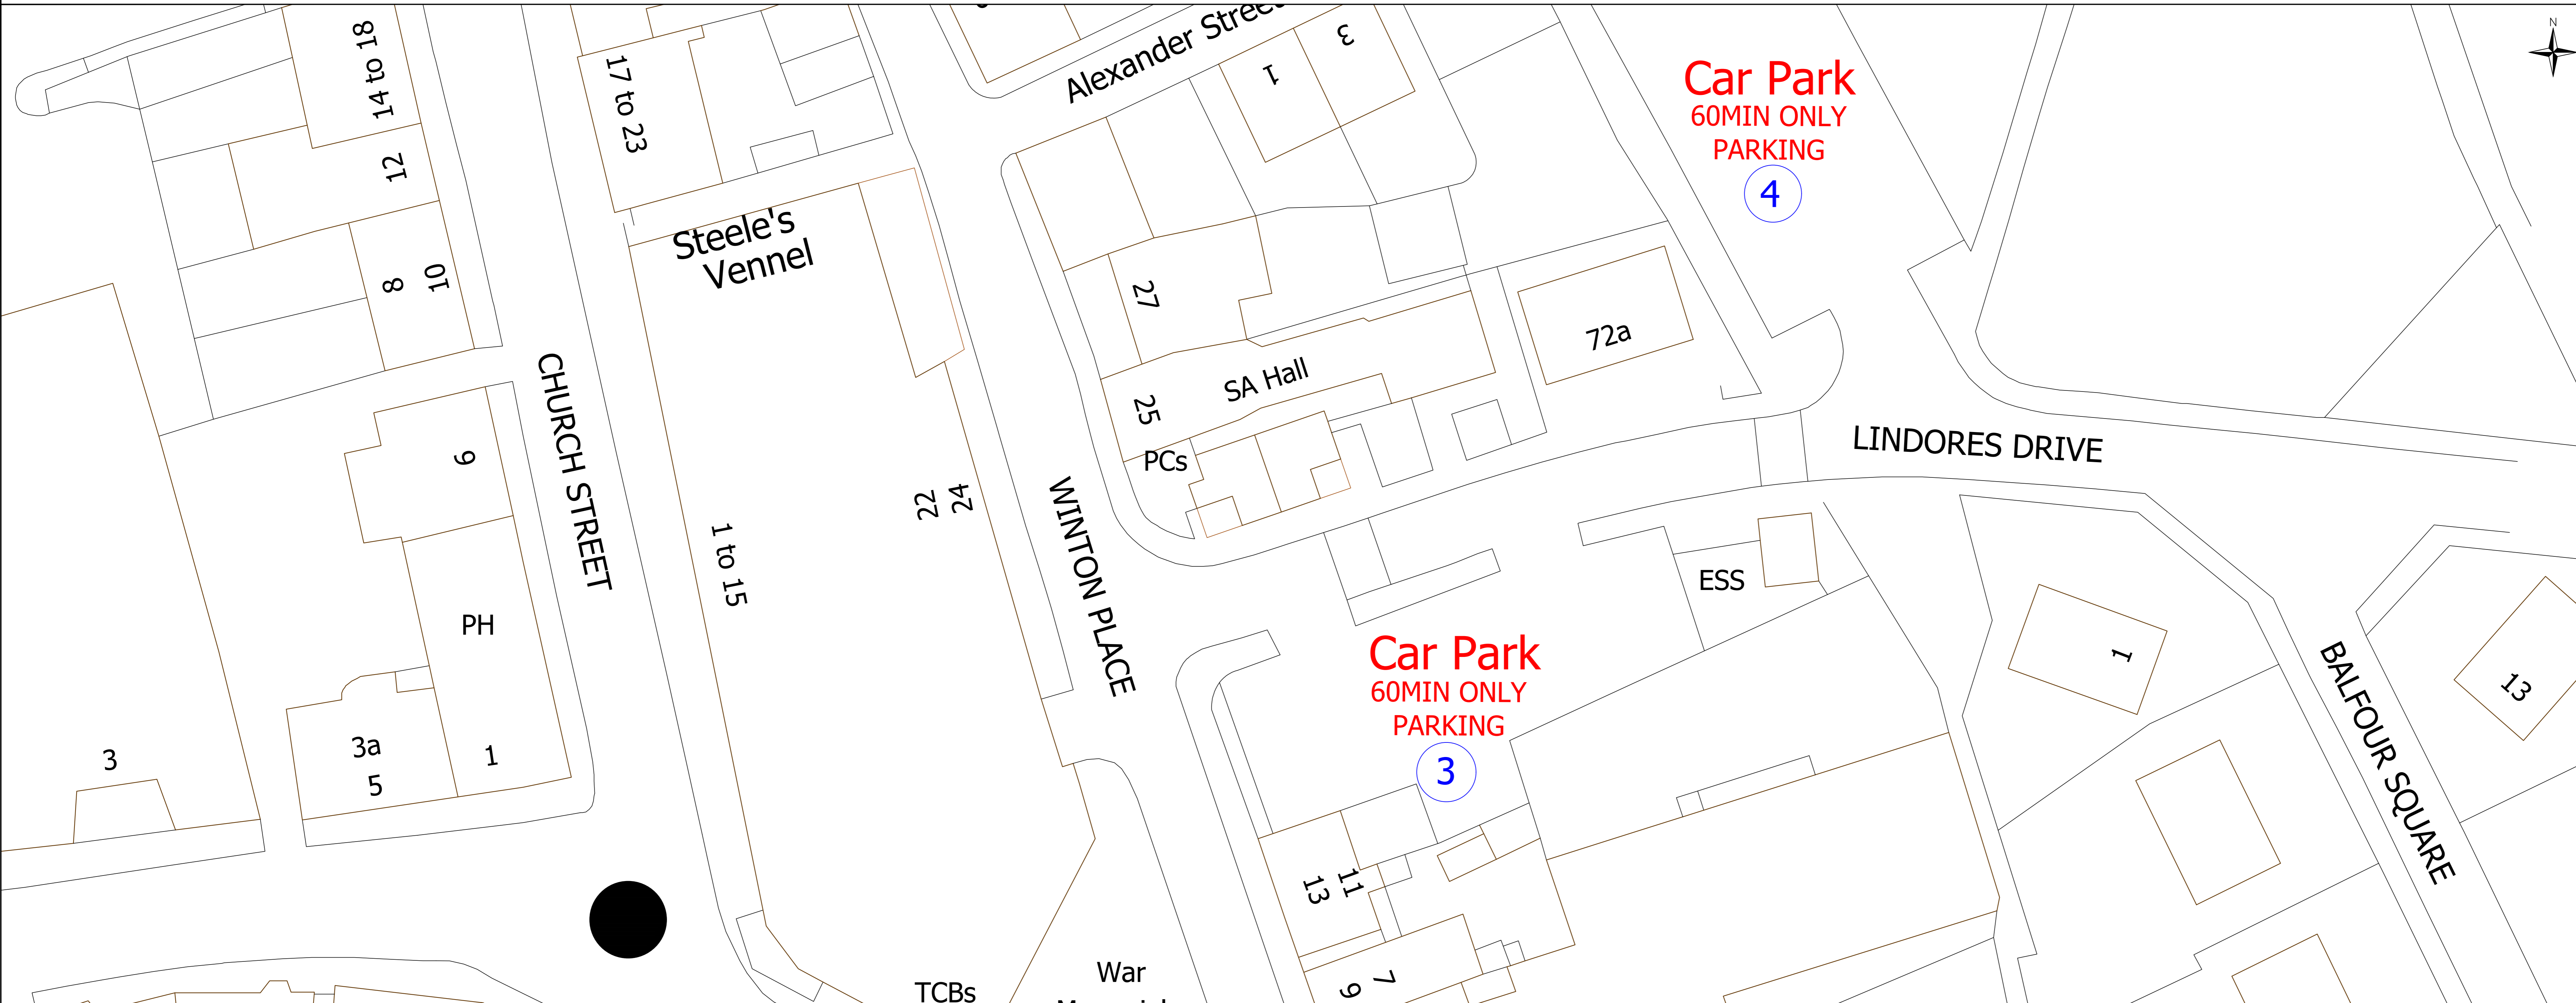 N
18 to 14
17 to 23
Alexander Street
1
3
Car Park
60MIN ONLY
PARKING
4
12
Steele's
Vennel
8
10
27
72a
CHURCH STREET
SA Hall
25
LINDORES DRIVE
PCs
9
22
24
WINTON PLACE
1 to 15
ESS
PH
Car Park
60MIN ONLY
PARKING
3
1
13
BALFOUR SQUARE
3
3a
5
1
13
11
War
TCBs
7
9